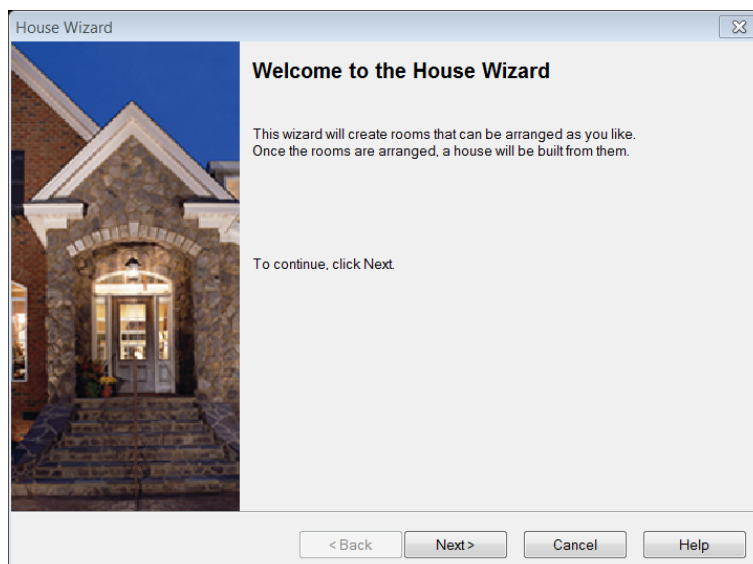 House Wizard
Welcome to the House Wizard
This wizard will create rooms that can be arranged as you like.
Once the rooms are arranged, a house will be built from them.
To continue, click Next.
< Back
Next >
Cancel
Help